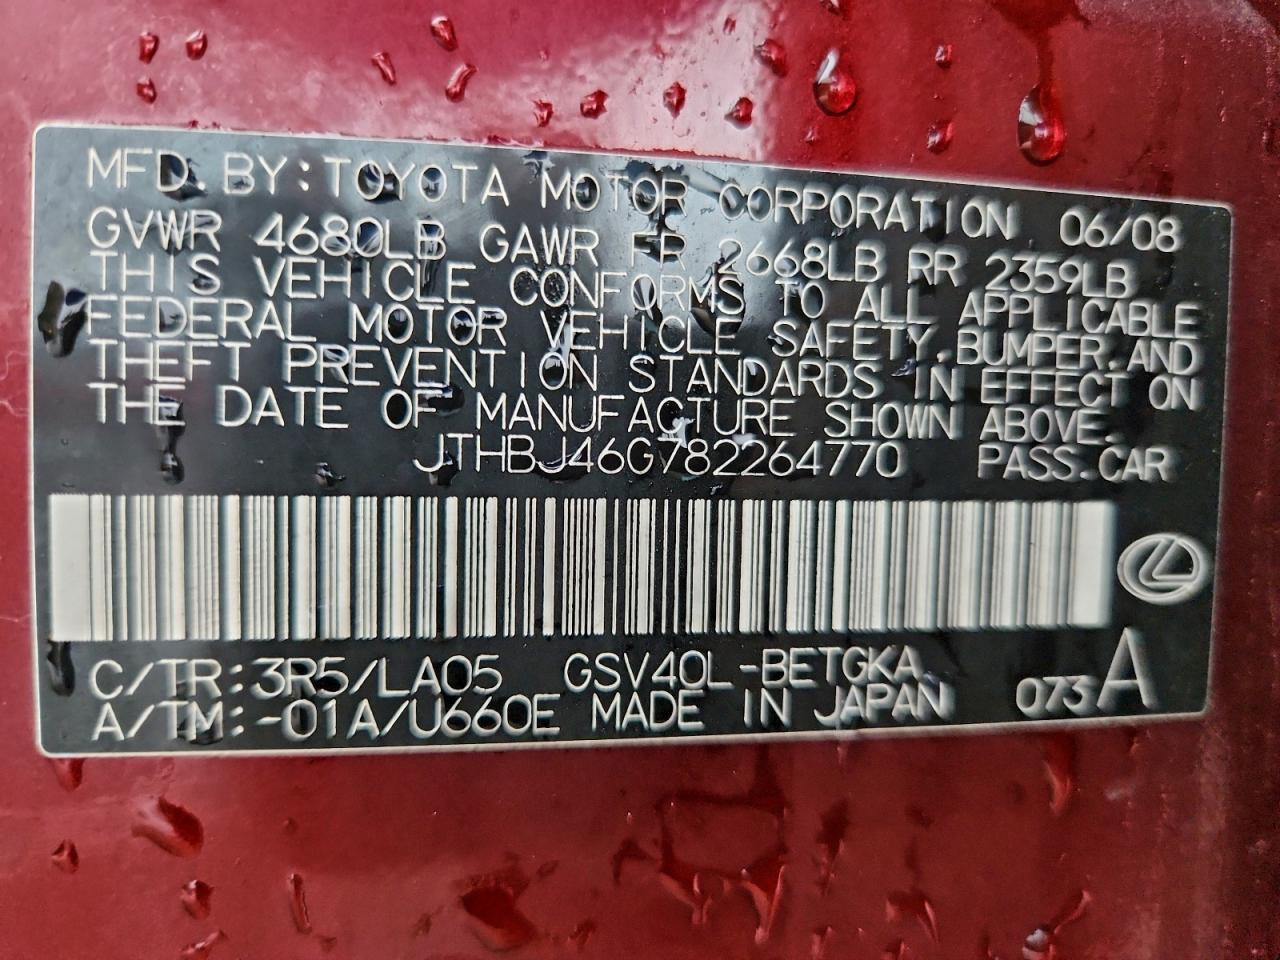 MFD. BY: TOYOTA MOTOR CORPORATION 06/08
GVWR 4680LB GAWR FR 2668LB RR 2359LB
THIS VEHICLE CONFORMS TO ALL APPLICABLE
FEDERAL MOTOR VEHICLE SAFETY, BUMPER, AND
THEFT PREVENTION STANDARDS IN EFFECT ON
THE DATE OF MANUFACTURE SHOWN ABOVE.
JTHBJ46G782264770 PASS.CAR
C/TR:3R5/LA05 GSV40L-BETGKA
A/TM:-01A/U660E MADE IN JAPAN 073A